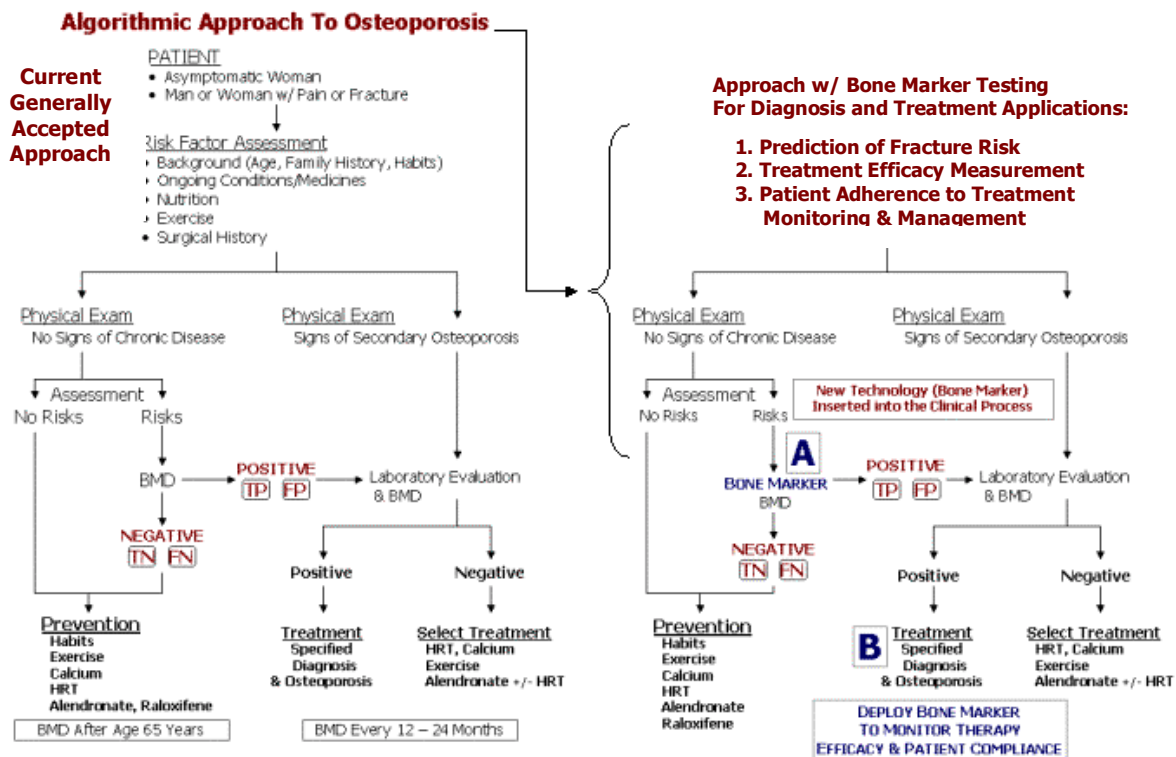 Algorithmic Approach To Osteoporosis
Current
Generally
Accepted
Approach
PATIENT
• Asymptomatic Woman
• Man or Woman w/ Pain or Fracture
Risk Factor Assessment
• Background (Age, Family History, Habits)
• Ongoing Conditions/Medicines
• Nutrition
• Exercise
• Surgical History
Physical Exam
No Signs of Chronic Disease
Physical Exam
Signs of Secondary Osteoporosis
Assessment
No Risks
Risks
BMD
POSITIVE
TP FP
Laboratory Evaluation
& BMD
NEGATIVE
TN FN
Positive
Negative
Prevention
Habits
Exercise
Calcium
HRT
Alendronate, Raloxifene
BMD After Age 65 Years
Treatment
Specified
Diagnosis
& Osteoporosis
Select Treatment
HRT, Calcium
Exercise
Alendronate +/- HRT
BMD Every 12 – 24 Months
Approach w/ Bone Marker Testing
For Diagnosis and Treatment Applications:
1. Prediction of Fracture Risk
2. Treatment Efficacy Measurement
3. Patient Adherence to Treatment
Monitoring & Management
Physical Exam
No Signs of Chronic Disease
Physical Exam
Signs of Secondary Osteoporosis
Assessment
No Risks
Risks
New Technology (Bone Marker)
Inserted into the Clinical Process
A
BONE MARKER
BMD
POSITIVE
TP FP
Laboratory Evaluation
& BMD
NEGATIVE
TN FN
Positive
Negative
Prevention
Habits
Exercise
Calcium
HRT
Alendronate
Raloxifene
B
Treatment
Specified
Diagnosis
& Osteoporosis
Select Treatment
HRT, Calcium
Exercise
Alendronate +/- HRT
DEPLOY BONE MARKER
TO MONITOR THERAPY
EFFICACY & PATIENT COMPLIANCE